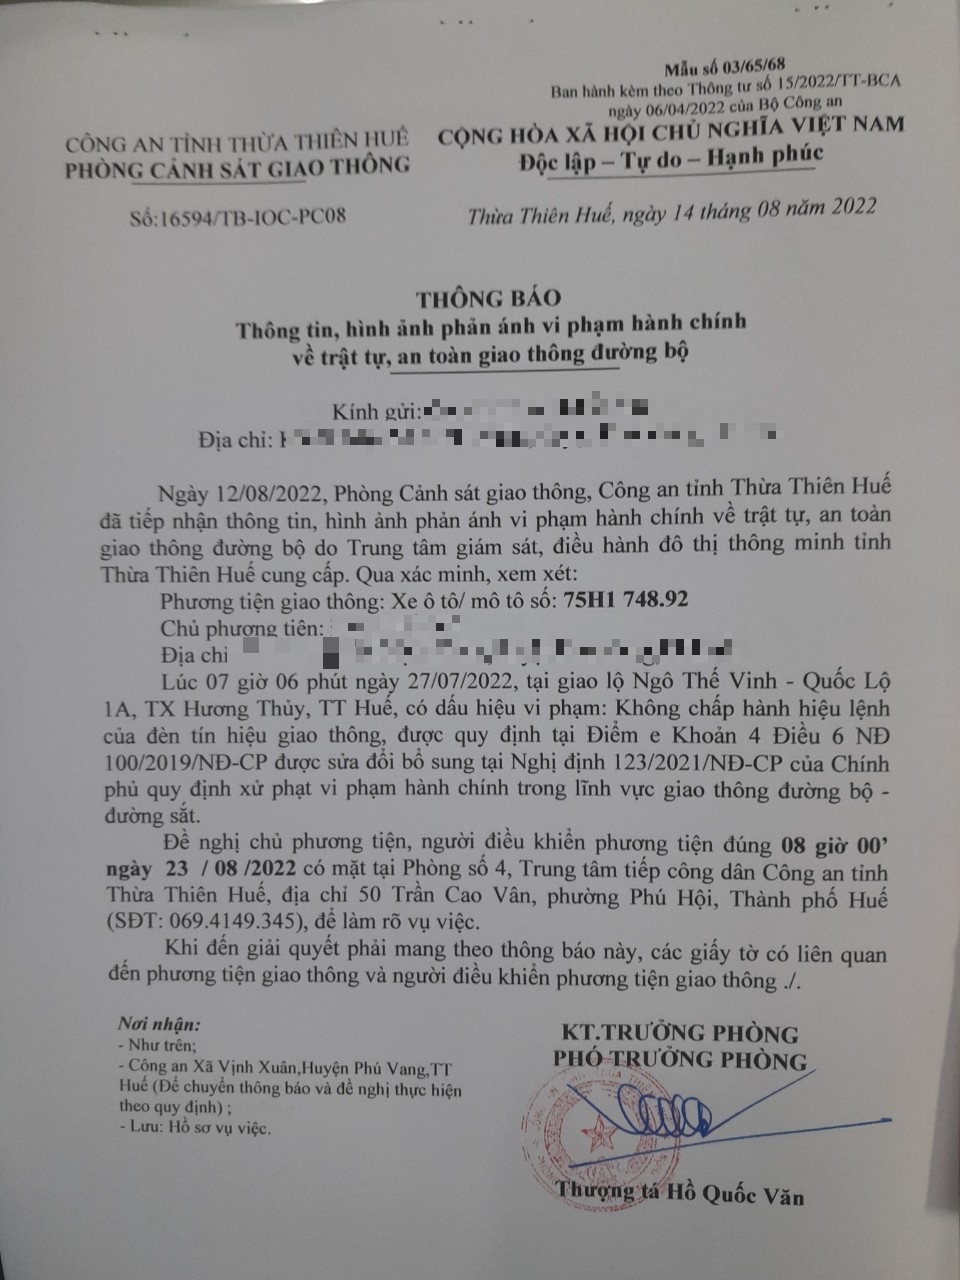 Mẫu số 03/65/68
Ban hành kèm theo Thông tư số 15/2022/TT-BCA
ngày 06/04/2022 của Bộ Công an
CÔNG AN TỈNH THỪA THIÊN HUẾ
PHÒNG CẢNH SÁT GIAO THÔNG
CỘNG HÒA XÃ HỘI CHỦ NGHĨA VIỆT NAM
Độc lập – Tự do – Hạnh phúc
Số:16594/TB-IOC-PC08
Thừa Thiên Huế, ngày 14 tháng 08 năm 2022
THÔNG BÁO
Thông tin, hình ảnh phản ánh vi phạm hành chính
về trật tự, an toàn giao thông đường bộ
Kính gửi:
Địa chỉ:
Ngày 12/08/2022, Phòng Cảnh sát giao thông, Công an tỉnh Thừa Thiên Huế
đã tiếp nhận thông tin, hình ảnh phản ánh vi phạm hành chính về trật tự, an toàn
giao thông đường bộ do Trung tâm giám sát, điều hành đô thị thông minh tỉnh
Thừa Thiên Huế cung cấp. Qua xác minh, xem xét:
Phương tiện giao thông: Xe ô tô/ mô tô số: 75H1 748.92
Chủ phương tiện:
Địa chỉ
Lúc 07 giờ 06 phút ngày 27/07/2022, tại giao lộ Ngô Thế Vinh - Quốc Lộ
1A, TX Hương Thủy, TT Huế, có dấu hiệu vi phạm: Không chấp hành hiệu lệnh
của đèn tín hiệu giao thông, được quy định tại Điểm e Khoản 4 Điều 6 NĐ
100/2019/NĐ-CP được sửa đổi bổ sung tại Nghị định 123/2021/NĐ-CP của Chính
phủ quy định xử phạt vi phạm hành chính trong lĩnh vực giao thông đường bộ -
đường sắt.
Đề nghị chủ phương tiện, người điều khiển phương tiện đúng 08 giờ 00’
ngày 23 / 08 /2022 có mặt tại Phòng số 4, Trung tâm tiếp công dân Công an tỉnh
Thừa Thiên Huế, địa chỉ 50 Trần Cao Vân, phường Phú Hội, Thành phố Huế
(SĐT: 069.4149.345), để làm rõ vụ việc.
Khi đến giải quyết phải mang theo thông báo này, các giấy tờ có liên quan
đến phương tiện giao thông và người điều khiển phương tiện giao thông ./.
Nơi nhận:
- Như trên;
- Công an Xã Vịnh Xuân,Huyện Phú Vang,TT
Huế (Để chuyển thông báo và đề nghị thực hiện
theo quy định) ;
- Lưu: Hồ sơ vụ việc.
KT.TRƯỞNG PHÒNG
PHÓ TRƯỞNG PHÒNG
Thượng tá Hồ Quốc Văn